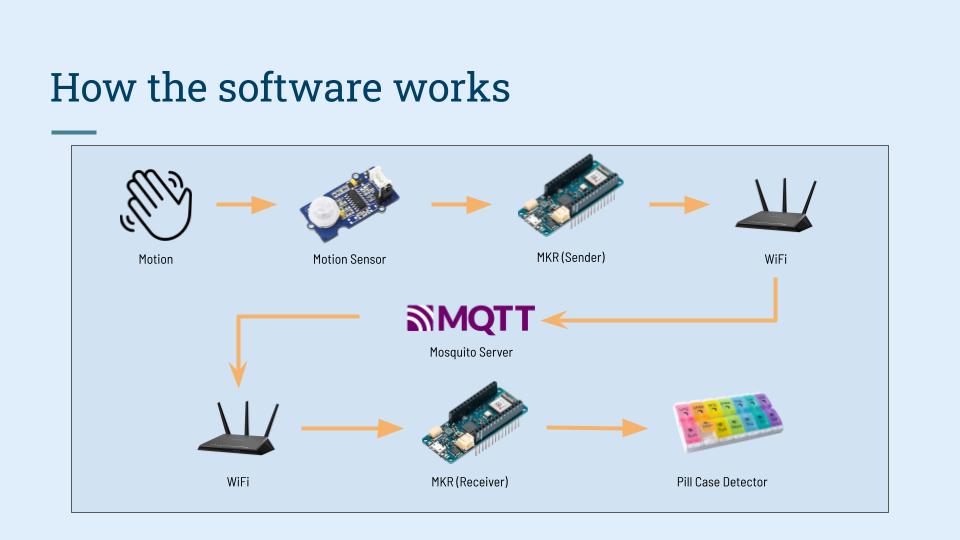 How the software works
Motion
Motion Sensor
MKR (Sender)
WiFi
MQTT
Mosquito Server
WiFi
MKR (Receiver)
Pill Case Detector